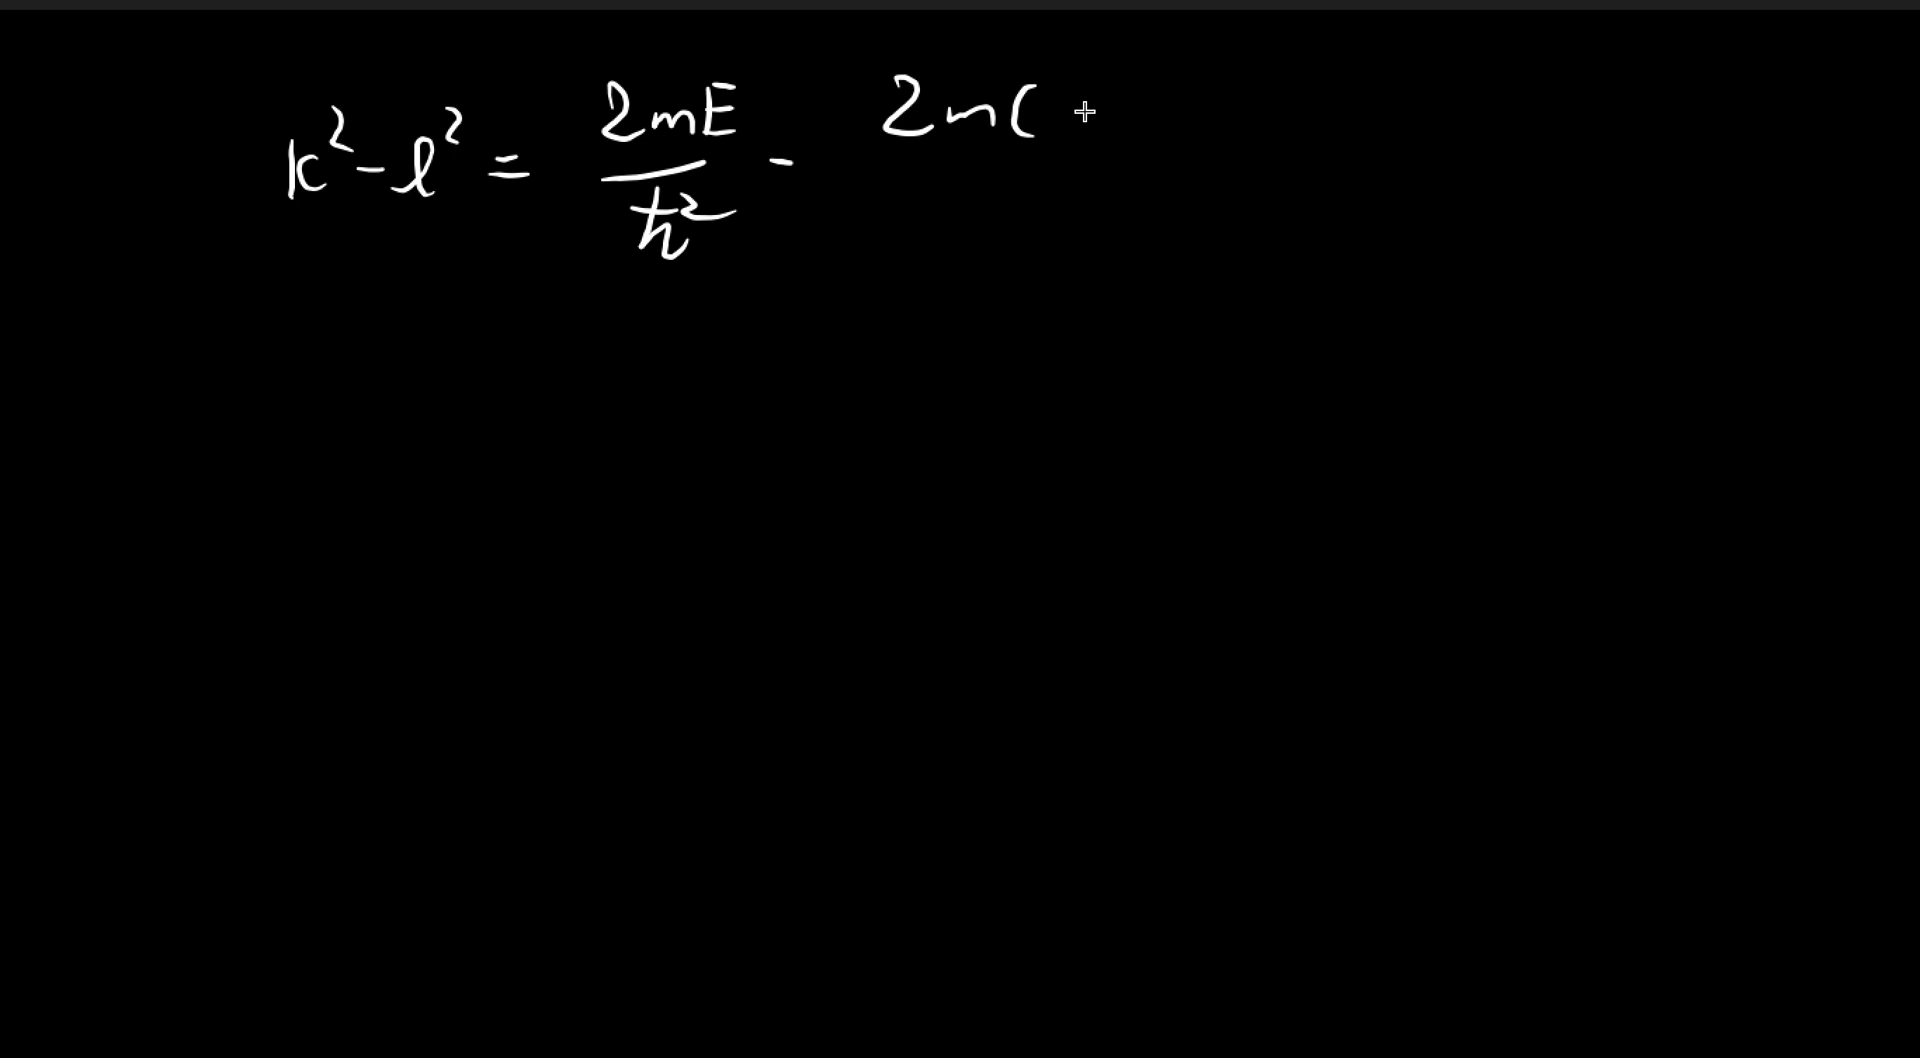 k² - ℓ² = 2mE/ħ² - 2m(